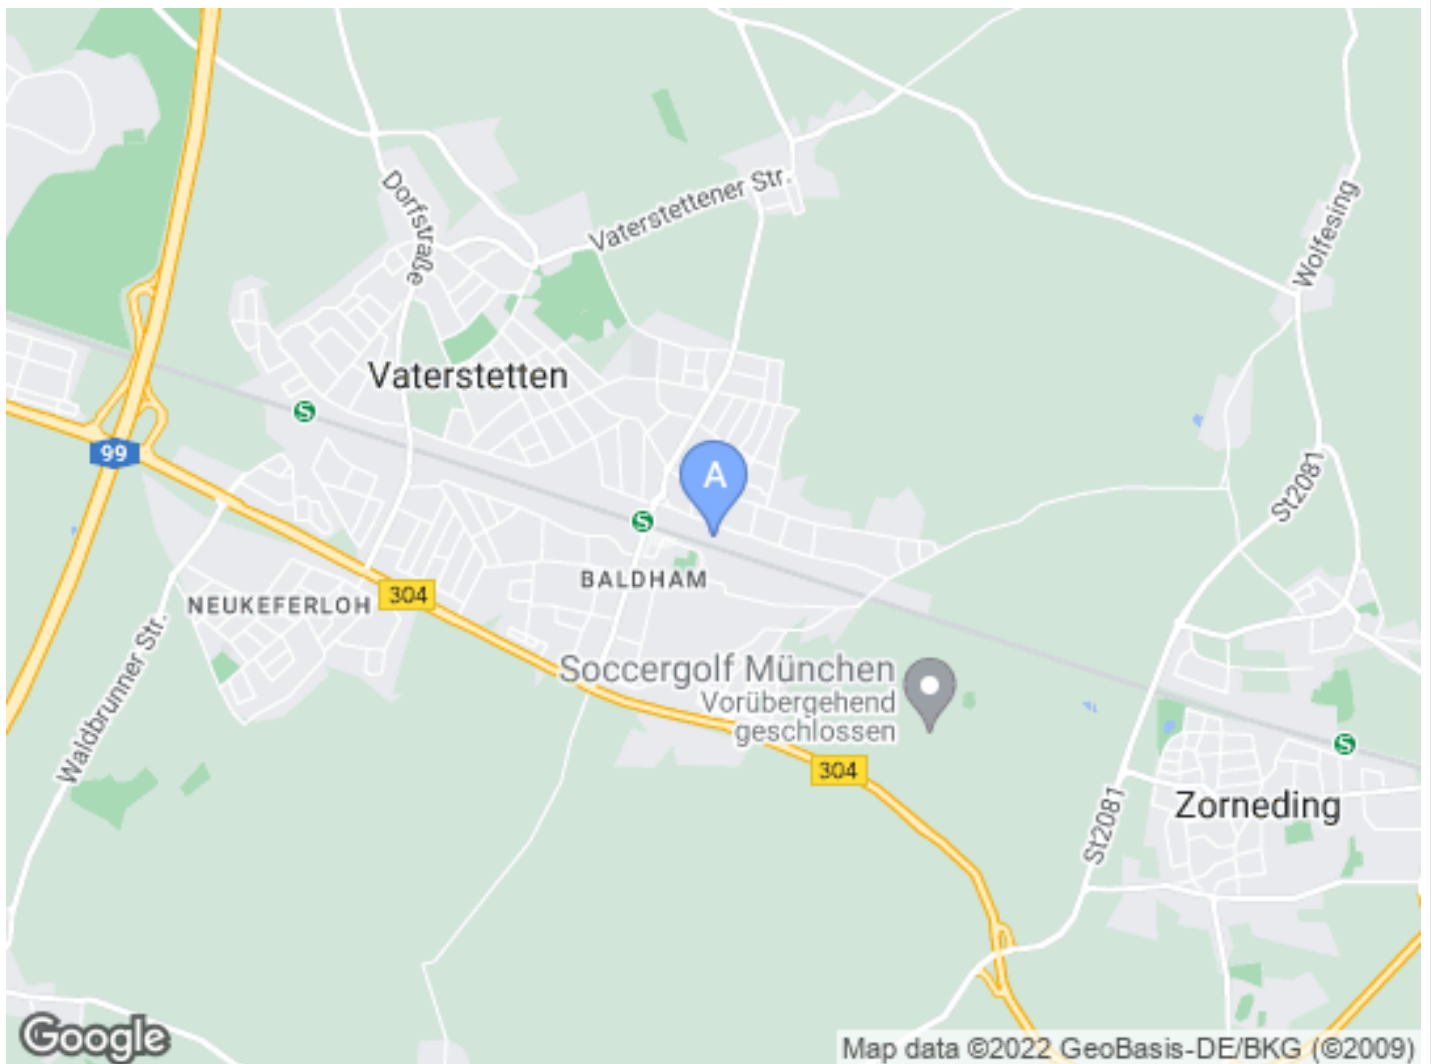 Dorfstraße
Vaterstettener Str.
Wolfesing
Vaterstetten
S
99
A
St2081
S
BALDHAM
304
NEUKEFERLOH
Waldbrunner Str.
Soccergolf München
Vorübergehend
geschlossen
S
304
Zorneding
St2081
Google
Map data ©2022 GeoBasis-DE/BKG (©2009)